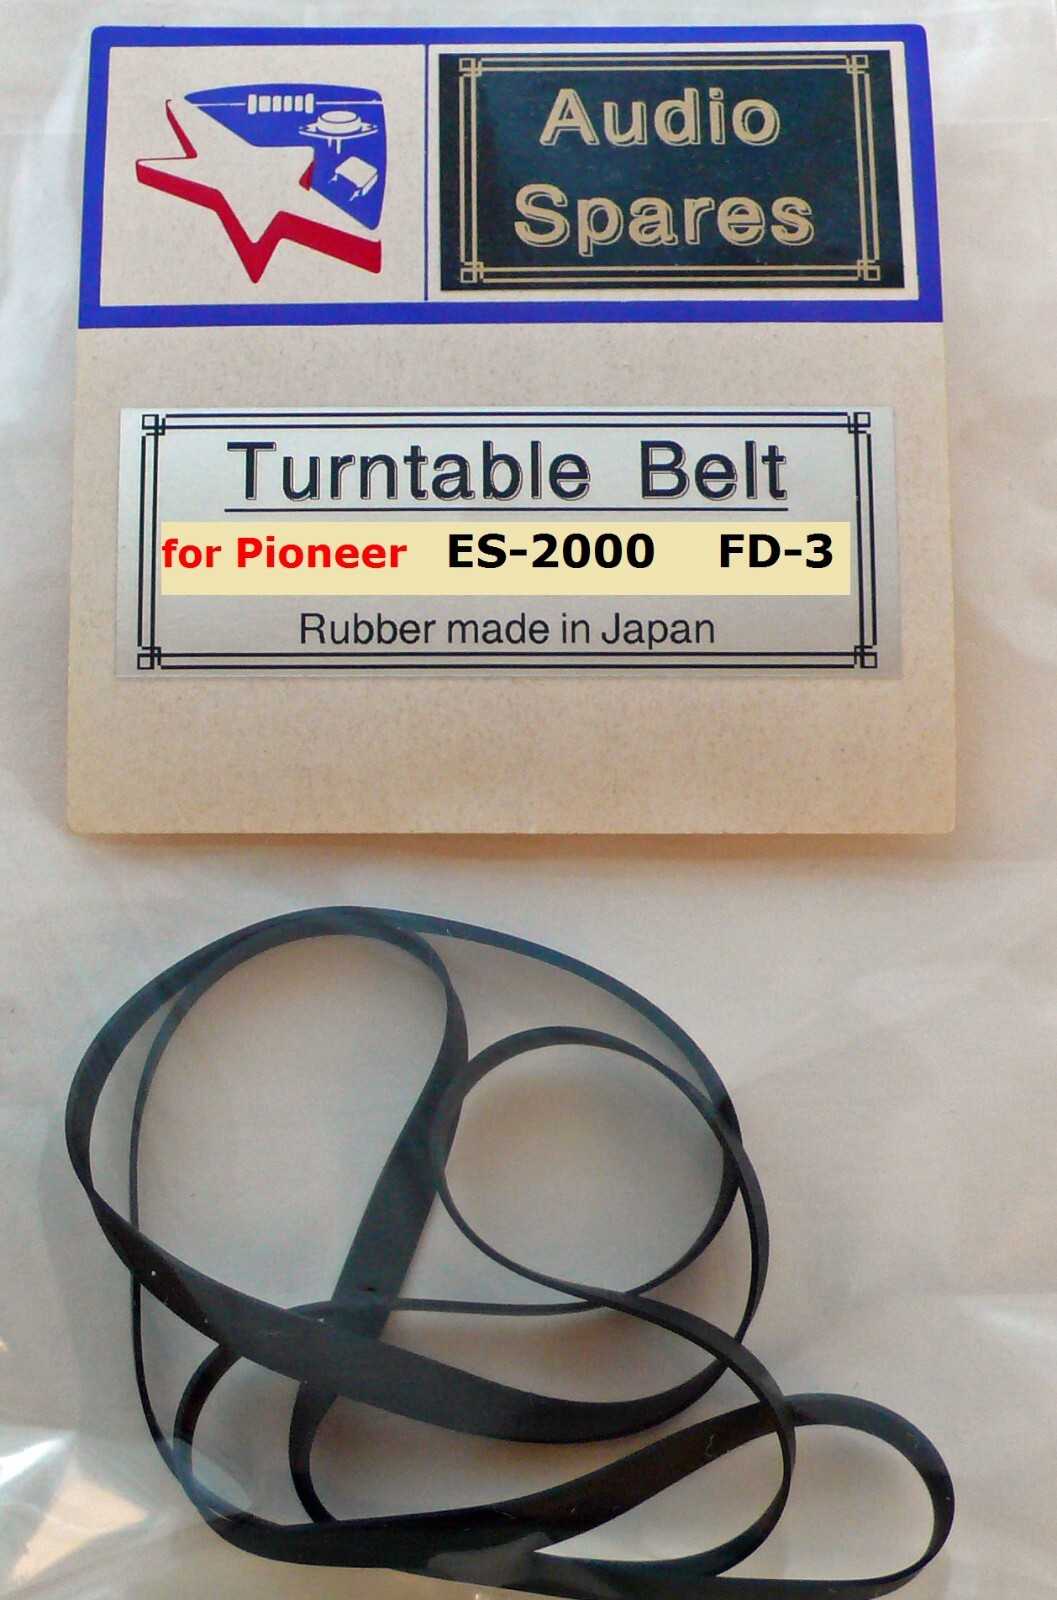 Audio
Spares
Turntable Belt
for Pioneer ES-2000 FD-3
Rubber made in Japan